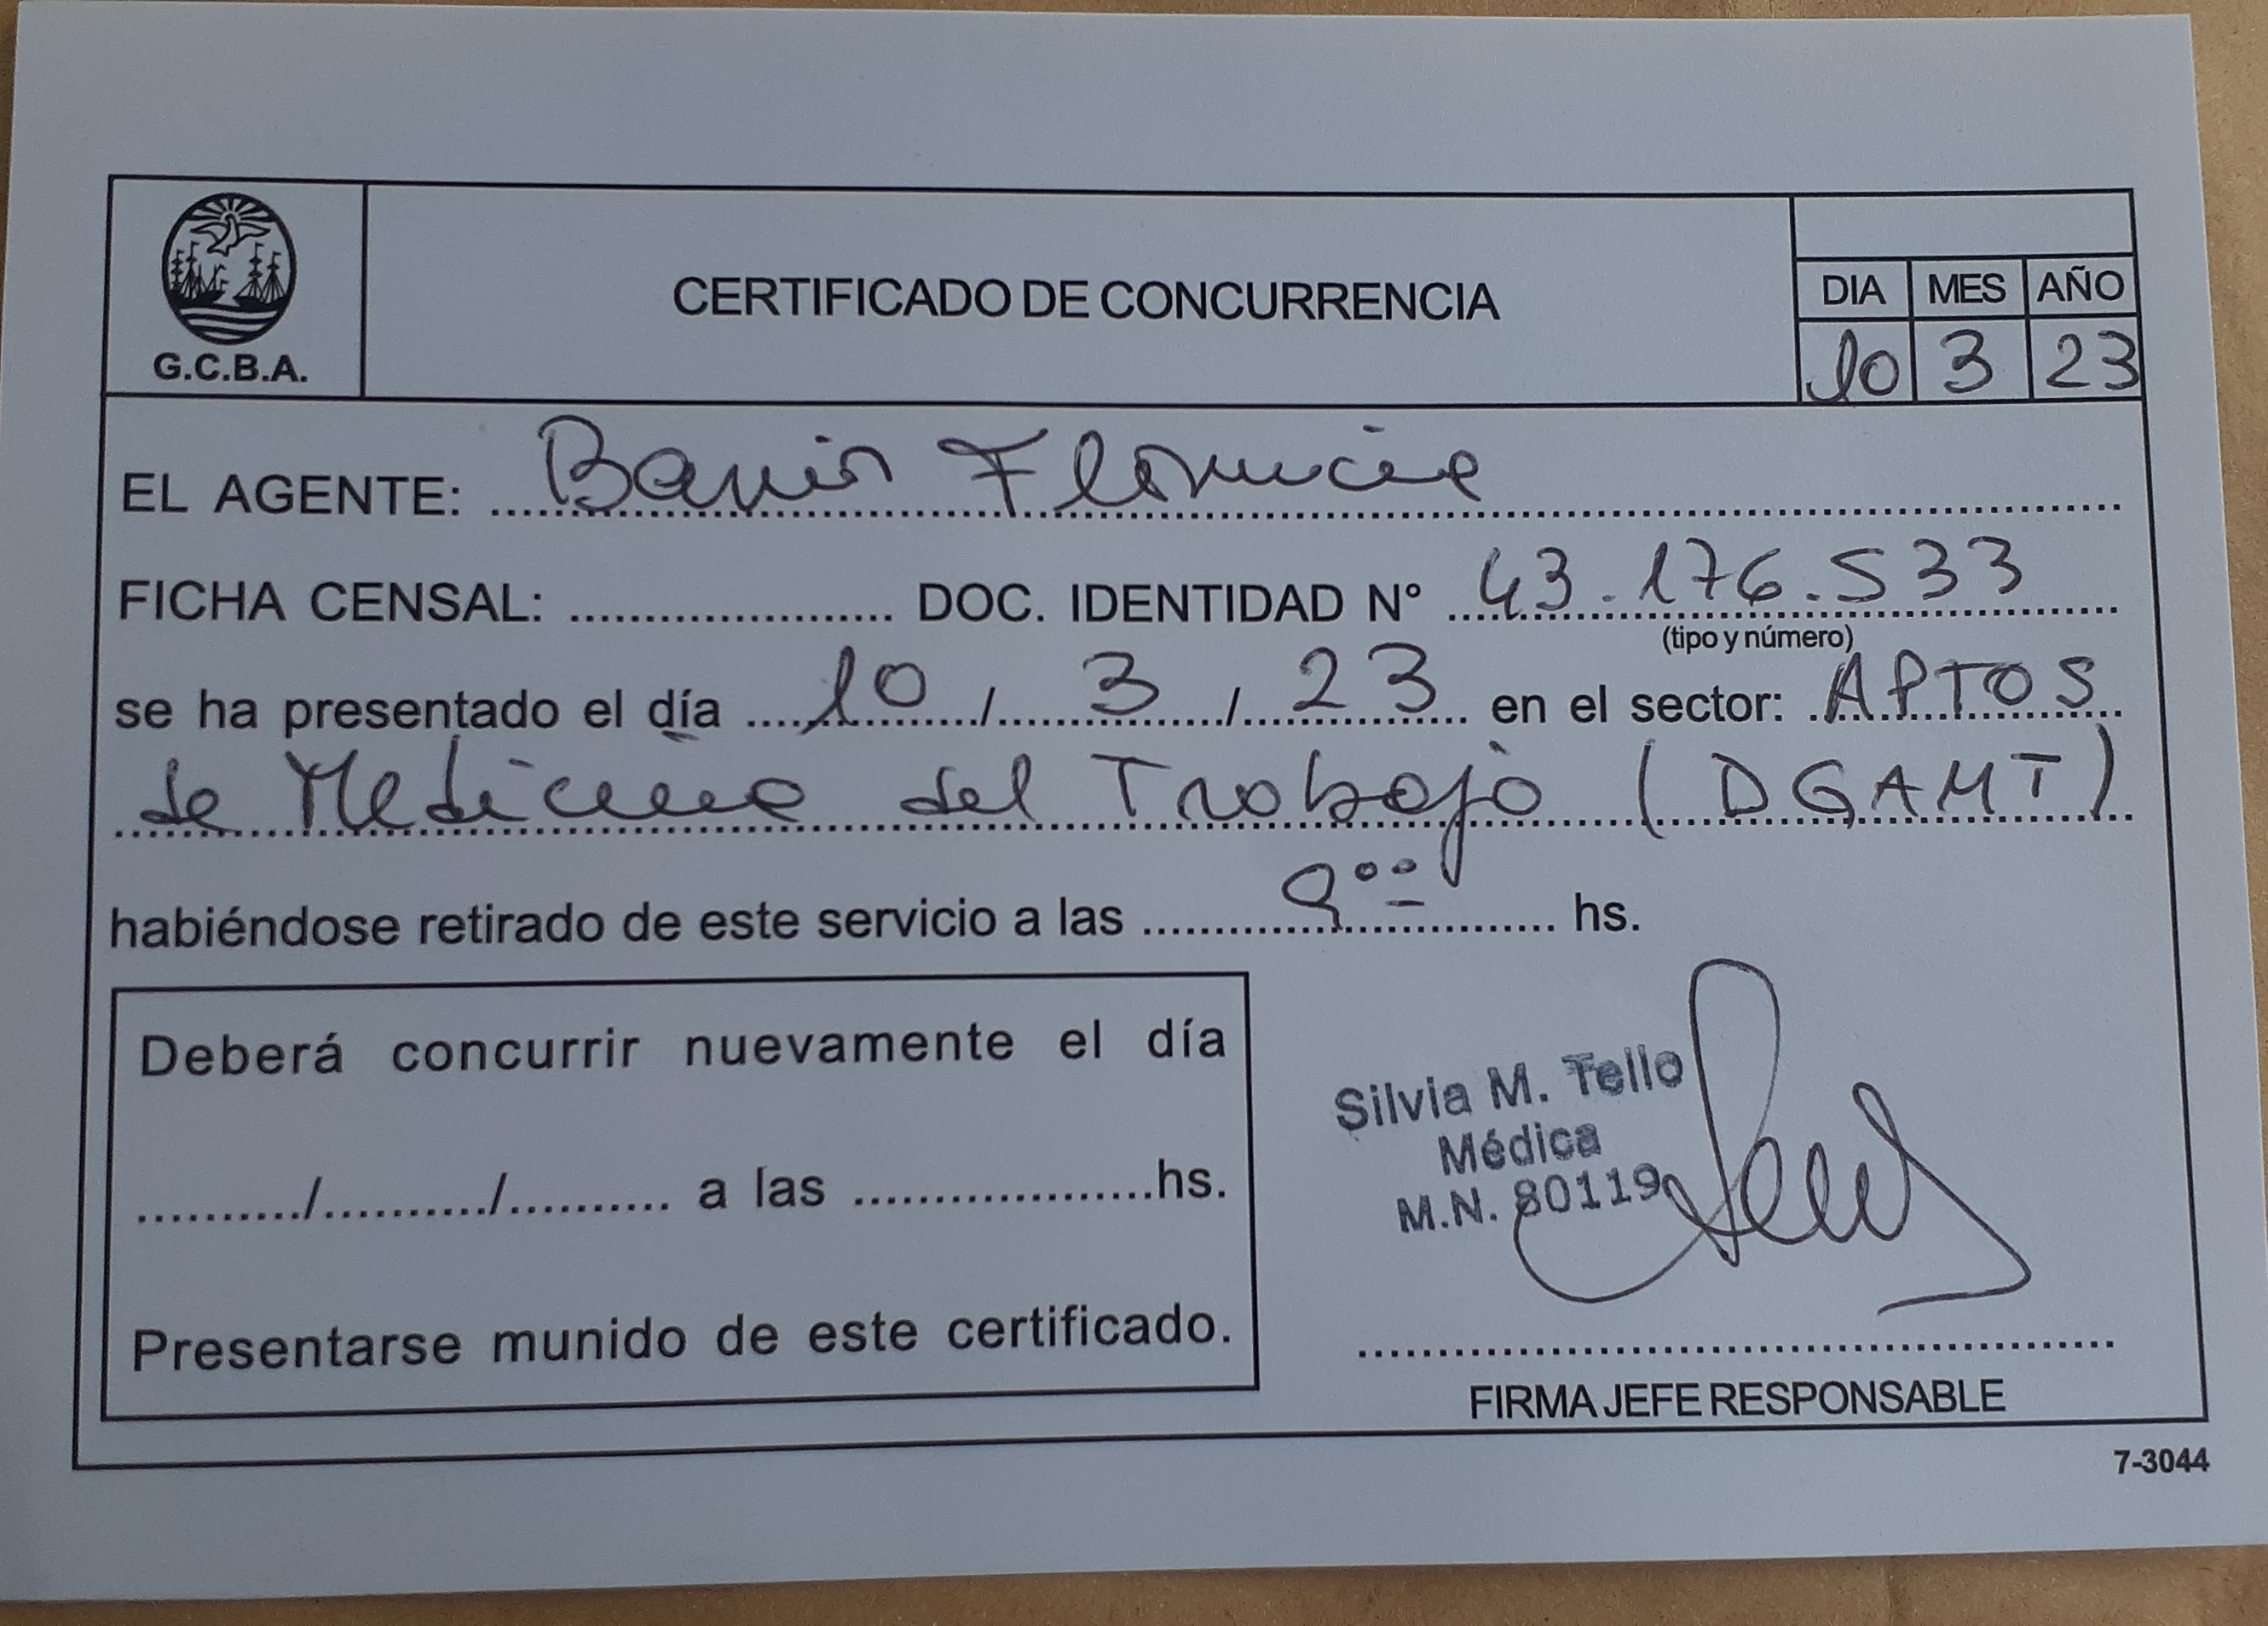 G.C.B.A.
CERTIFICADO DE CONCURRENCIA
DIA MES AÑO
10 3 23
EL AGENTE: Florencia
FICHA CENSAL: ...................... DOC. IDENTIDAD N° 43.176.533
(tipo y número)
se ha presentado el día 10 / 3 / 23 en el sector: APTOS
de Medicina del Trabajo (DGAMT)
habiéndose retirado de este servicio a las 9 00 hs.
Deberá concurrir nuevamente el día
........../........../.......... a las ...................hs.
Presentarse munido de este certificado.
Silvia M. Tello
Médica
M.N. 80119
FIRMA JEFE RESPONSABLE
7-3044